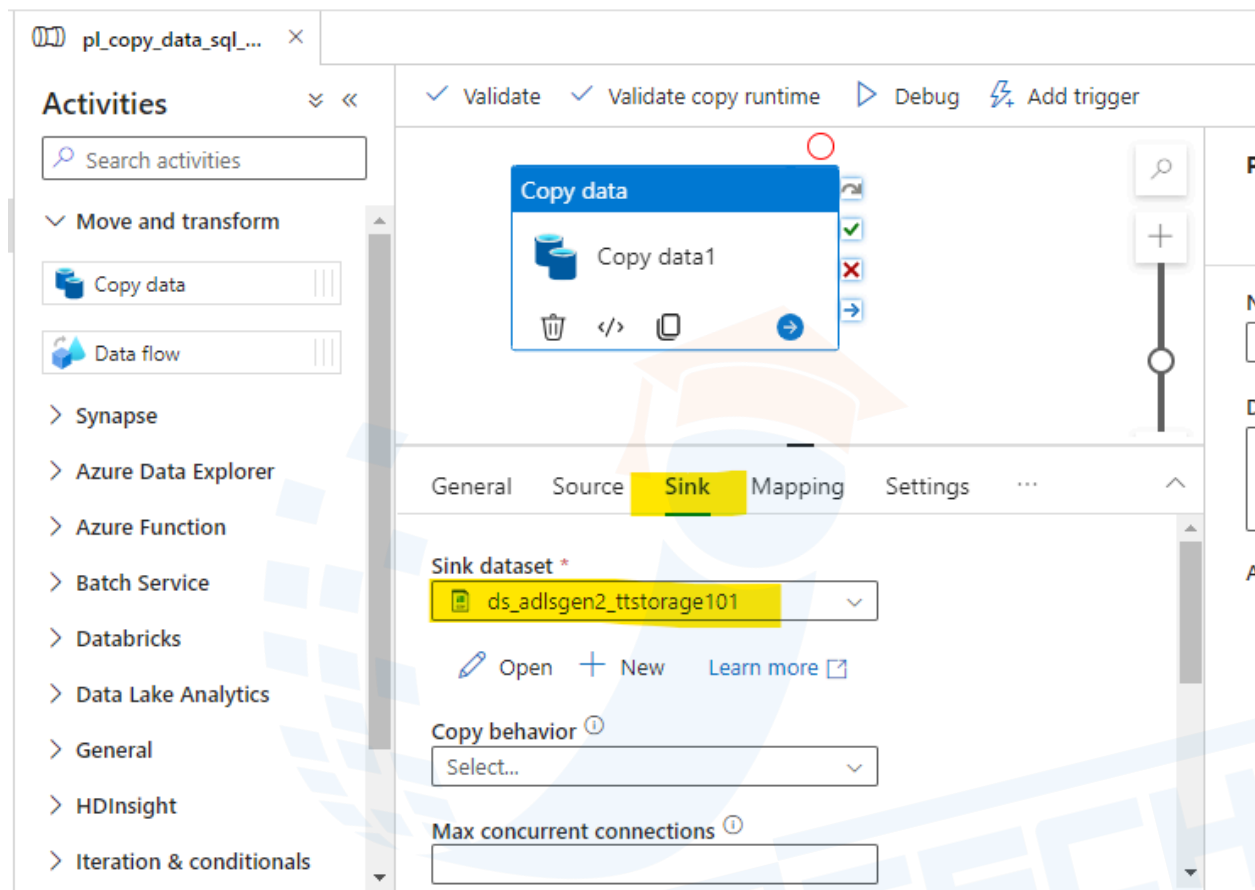 pl_copy_data_sql_...
Activities
Search activities
Move and transform
Copy data
Data flow
Synapse
Azure Data Explorer
Azure Function
Batch Service
Databricks
Data Lake Analytics
General
HDInsight
Iteration & conditionals
Validate
Validate copy runtime
Debug
Add trigger
Copy data
Copy data1
General
Source
Sink
Mapping
Settings
...
Sink dataset *
ds_adlsgen2_ttstorage101
Open
New
Learn more
Copy behavior
Select...
Max concurrent connections
TECH